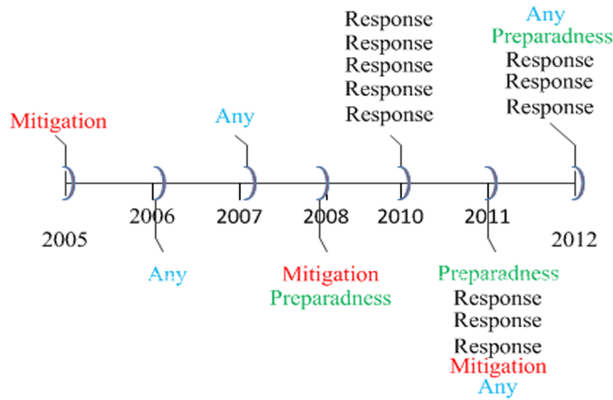 Mitigation
2005
2006
Any
Any
2007
2008
Mitigation
Preparadness
Response
Response
Response
Response
Response
2010
2011
Preparadness
Response
Response
Response
Mitigation
Any
Any
Preparadness
Response
Response
Response
2012